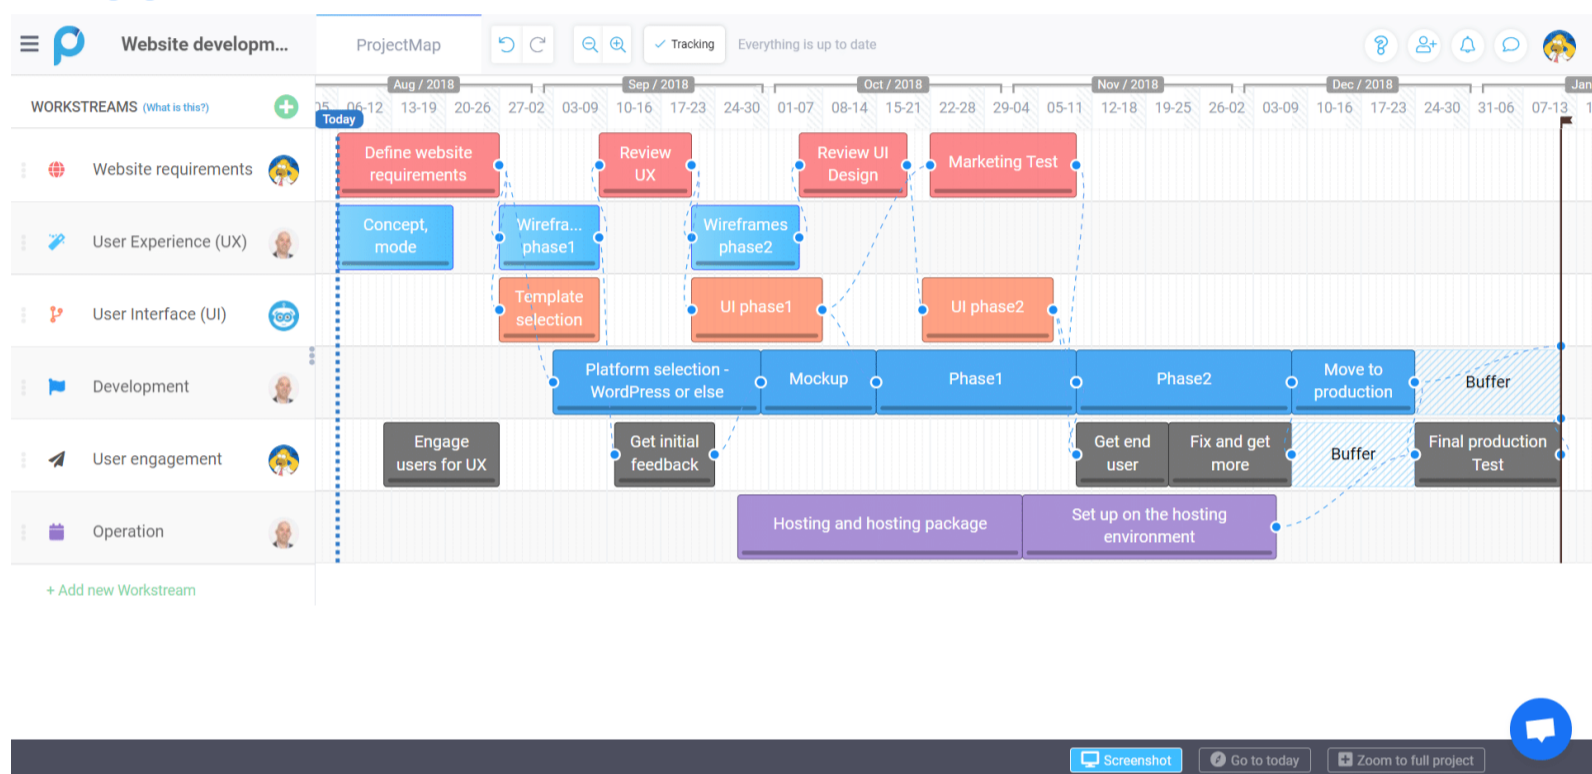 Website developm...
ProjectMap
Tracking
Everything is up to date
WORKSTREAMS (What is this?)
Aug / 2018
Sep / 2018
Oct / 2018
Nov / 2018
Dec / 2018
Jan
05 06-12 13-19 20-26 27-02 03-09 10-16 17-23 24-30 01-07 08-14 15-21 22-28 29-04 05-11 12-18 19-25 26-02 03-09 10-16 17-23 24-30 31-06 07-13 1
Today
Website requirements
Define website
requirements
Review
UX
Review UI
Design
Marketing Test
User Experience (UX)
Concept,
mode
Wirefra...
phase1
Wireframes
phase2
User Interface (UI)
Template
selection
UI phase1
UI phase2
Development
Platform selection -
WordPress or else
Mockup
Phase1
Phase2
Move to
production
Buffer
User engagement
Engage
users for UX
Get initial
feedback
Get end
user
Fix and get
more
Buffer
Final production
Test
Operation
Hosting and hosting package
Set up on the hosting
environment
+ Add new Workstream
Screenshot
Go to today
Zoom to full project